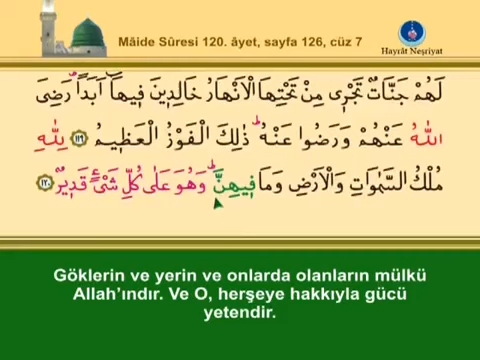 Mâide Sûresi 120. âyet, sayfa 126, cüz 7
Hayrât Neşriyat
لَهُمْ جَنَّاتٌ تَجْرٖى مِنْ تَحْتِهَا الْاَنْهَارُ خَالِدٖينَ فٖيهَٓا اَبَدًاۜ رَضِىَ
اللّٰهُ عَنْهُمْ وَرَضُوا عَنْهُۜ ذٰلِكَ الْفَوْزُ الْعَظٖيمُ ﴿١١٩﴾ لِلّٰهِ
مُلْكُ السَّمٰوَاتِ وَالْاَرْضِ وَمَا فٖيهِنَّۜ وَهُوَ عَلٰى كُلِّ شَىْءٍ قَدٖيرٌ ﴿١٢٠﴾
Göklerin ve yerin ve onlarda olanların mülkü
Allah’ındır. Ve O, herşeye hakkıyla gücü
yetendir.